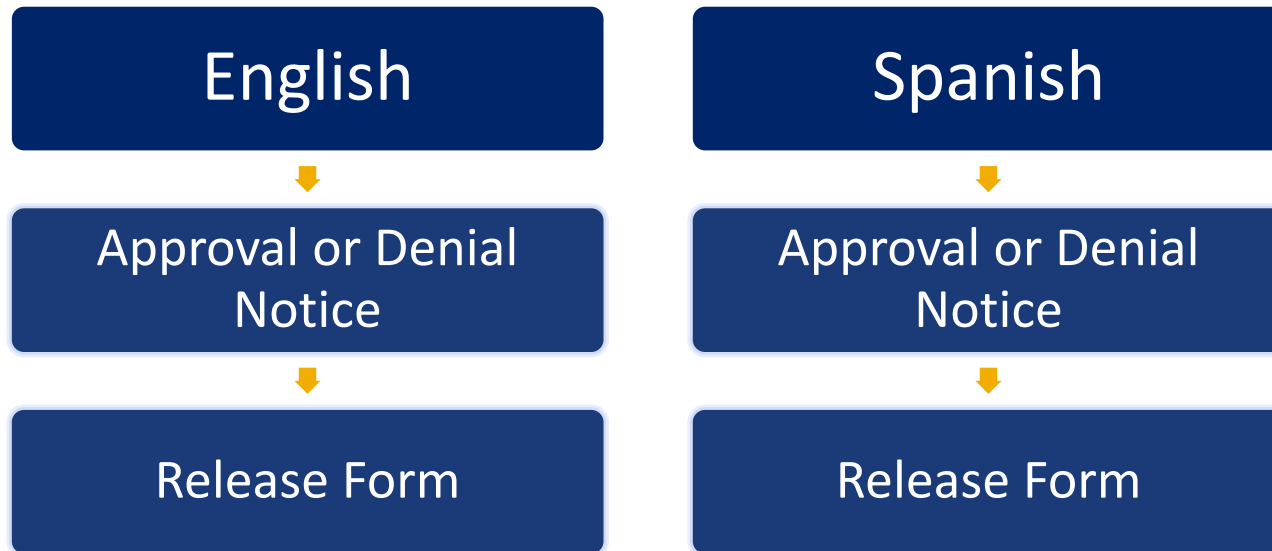 English
Approval or Denial
Notice
Release Form
Spanish
Approval or Denial
Notice
Release Form